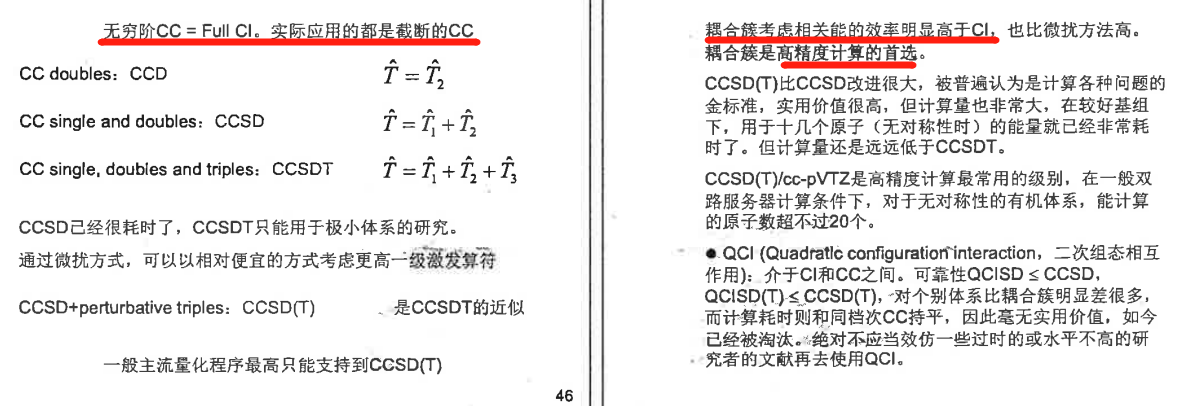 无穷阶CC = Full CI。实际应用的都是截断的CC
CC doubles：CCD
T̂ = T̂₂
CC single and doubles：CCSD
T̂ = T̂₁ + T̂₂
CC single, doubles and triples：CCSDT
T̂ = T̂₁ + T̂₂ + T̂₃
CCSD已经很耗时了，CCSDT只能用于极小体系的研究。
通过微扰方式，可以以相对便宜的方式考虑更高一级激发算符
CCSD+perturbative triples：CCSD(T)
是CCSDT的近似
一般主流量化程序最高只能支持到CCSD(T)
46
耦合簇考虑相关能的效率明显高于CI，也比微扰方法高。
耦合簇是高精度计算的首选。
CCSD(T)比CCSD改进很大，被普遍认为是计算各种问题的
金标准，实用价值很高，但计算量也非常大，在较好基组
下，用于十几个原子（无对称性时）的能量就已经非常耗
时了。但计算量还是远远低于CCSDT。
CCSD(T)/cc-pVTZ是高精度计算最常用的级别，在一般双
路服务器计算条件下，对于无对称性的有机体系，能计算
的原子数超不过20个。
● QCI (Quadratic configuration interaction，二次组态相互
作用)：介于CI和CC之间。可靠性QCISD ≤ CCSD，
QCISD(T) ≤ CCSD(T)，对个别体系比耦合簇明显差很多，
而计算耗时则和同档次CC持平，因此毫无实用价值，如今
已经被淘汰。绝对不应当效仿一些过时的或水平不高的研
究者的文献再去使用QCI。